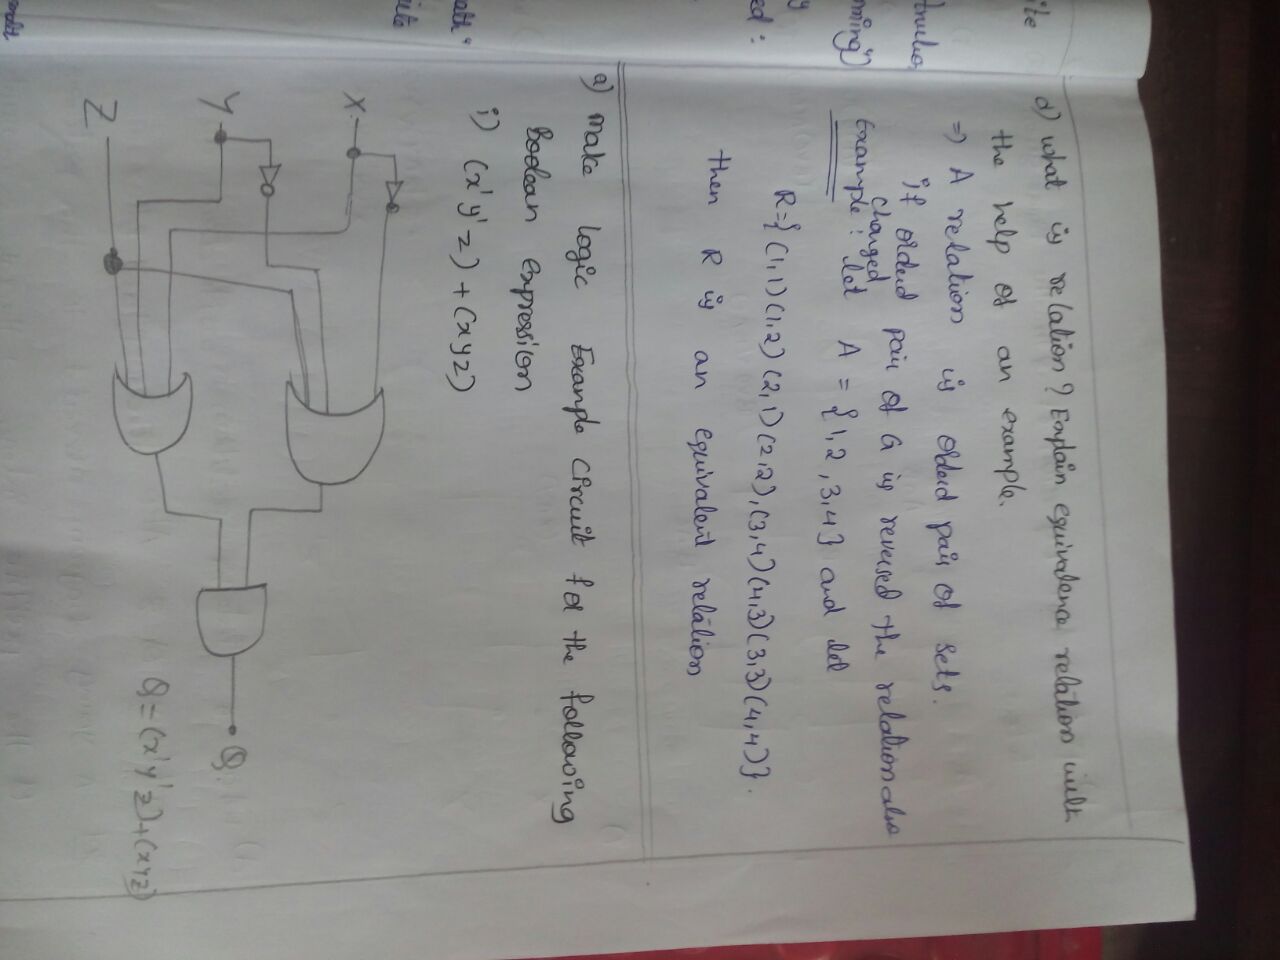 ile
ning)
y
ed :
d) what is relation? Explain equivalence relation with
the help of an example.
=> A relation is orderd pair of sets.
if orderd pair of G is reversed the relation also
changed
Example : let A = {1,2,3,4} and let
R={(1,1)(1,2)(2,1)(2,2),(3,4)(4,3)(3,3)(4,4)}.
then R is an equivalent relation
a) Make logic Example circuit for the following
Boolean expression
i) (x'y'z)+(xyz)
X
Y
Z
Q
Q=(x'y'z)+(xyz)